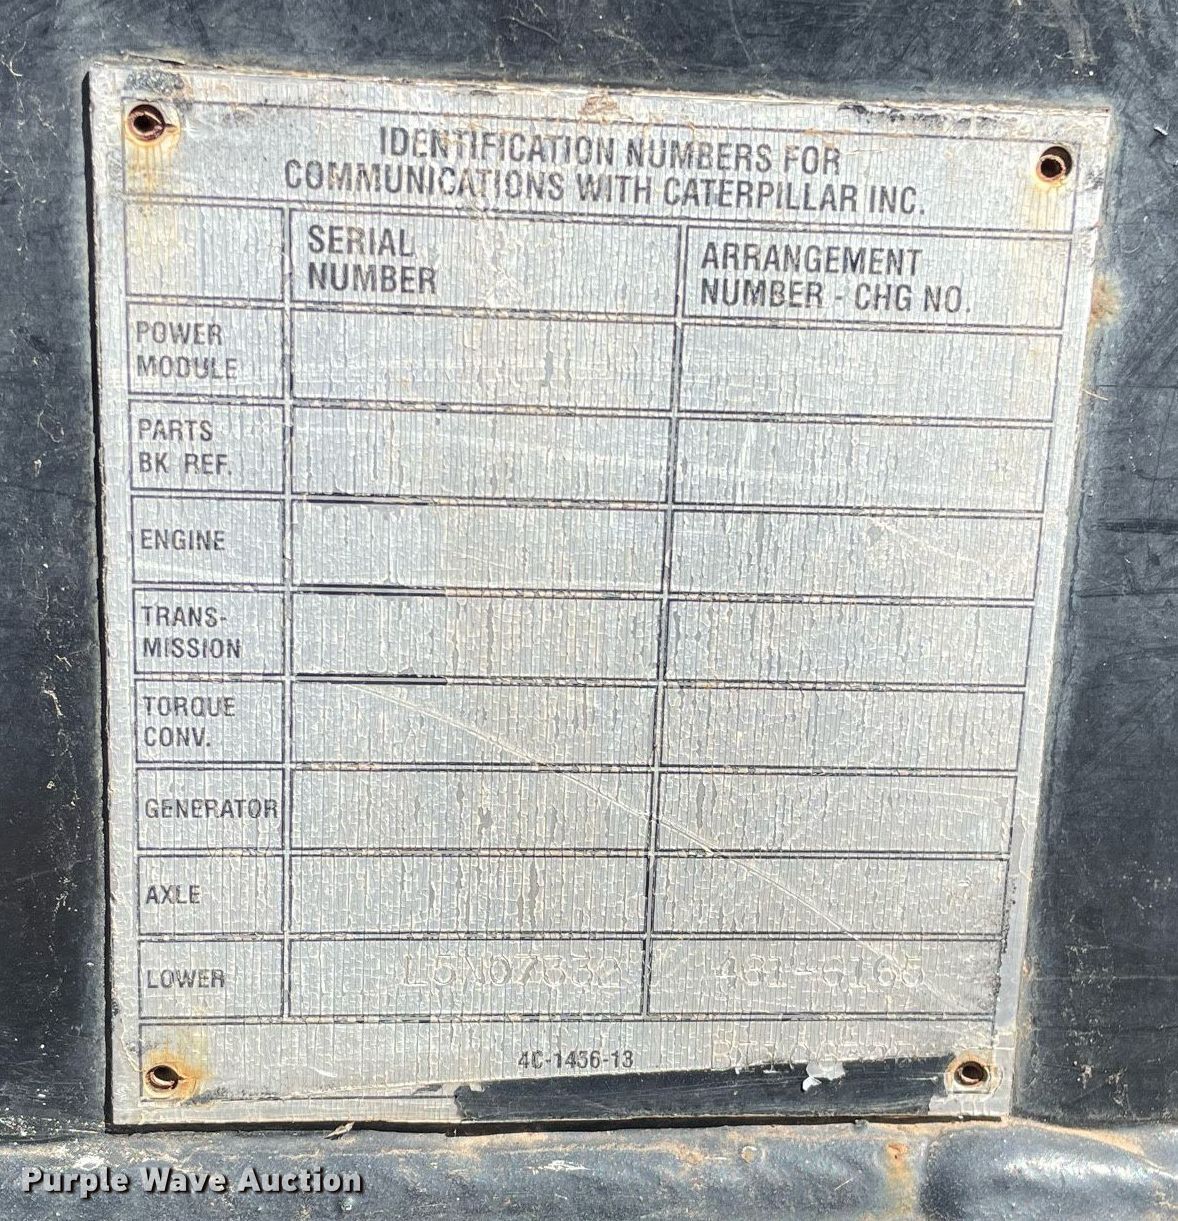 IDENTIFICATION NUMBERS FOR
COMMUNICATIONS WITH CATERPILLAR INC.
SERIAL
NUMBER
ARRANGEMENT
NUMBER - CHG NO.
POWER
MODULE
PARTS
BK REF.
ENGINE
TRANS-
MISSION
TORQUE
CONV.
GENERATOR
AXLE
LOWER
L5N07332
461-6165
4C-1436-13
Purple Wave Auction